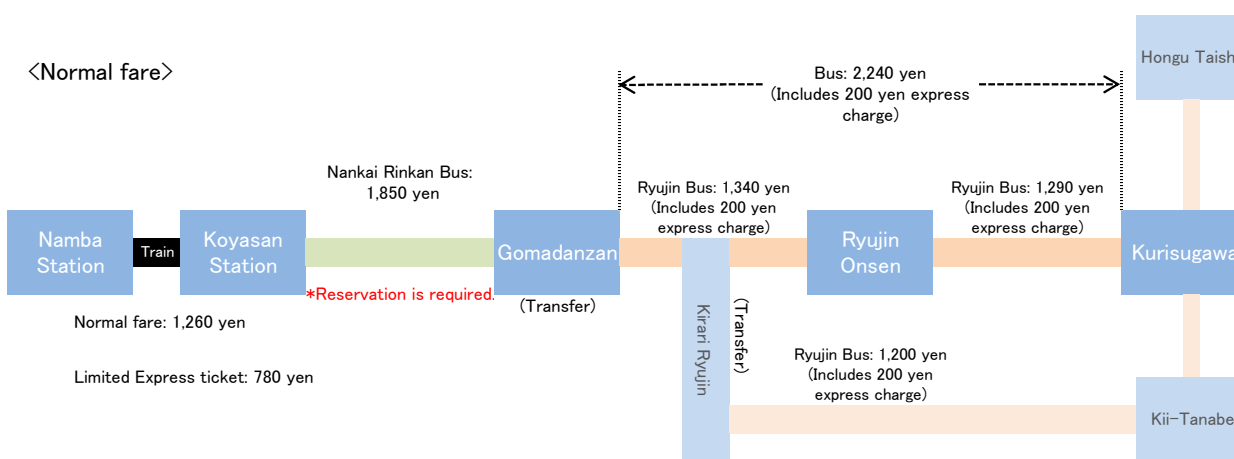 <Normal fare>
Bus: 2,240 yen
(Includes 200 yen express
charge)
Hongu Taish
Nankai Rinkan Bus:
1,850 yen
Ryujin Bus: 1,340 yen
(Includes 200 yen
express charge)
Ryujin Bus: 1,290 yen
(Includes 200 yen
express charge)
Namba
Station
Train
Koyasan
Station
Gomadanzan
Ryujin
Onsen
Kurisugawa
*Reservation is required.
(Transfer)
Normal fare: 1,260 yen
Limited Express ticket: 780 yen
Kirari Ryujin
(Transfer)
Ryujin Bus: 1,200 yen
(Includes 200 yen
express charge)
Kii-Tanabe